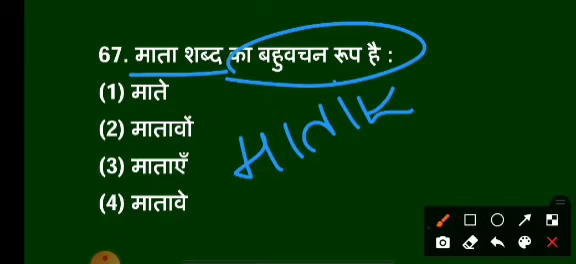 67. माता शब्द का बहुवचन रूप है :
(1) माते
(2) मातावों
(3) माताएँ
(4) मातावे